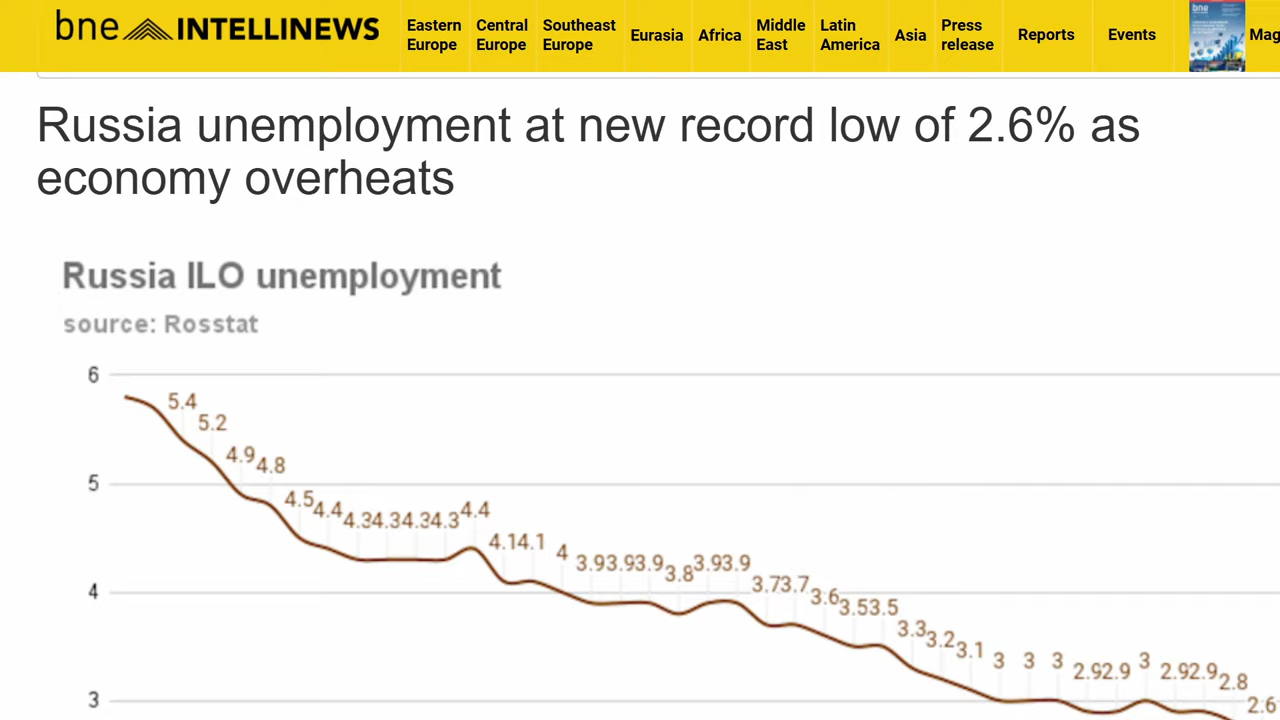 bne INTELLINEWS
Eastern Europe
Central Europe
Southeast Europe
Eurasia
Africa
Middle East
Latin America
Asia
Press release
Reports
Events
Mag
Russia unemployment at new record low of 2.6% as
economy overheats
Russia ILO unemployment
source: Rosstat
6
5.4
5.2
4.9
4.8
5
4.5
4.4
4.3
4.3
4.3
4.3
4.4
4.1
4.1
4
3.9
3.9
3.9
3.8
3.9
3.9
4
3.7
3.7
3.6
3.5
3.5
3.3
3.2
3.1
3
3
3
2.9
2.9
3
2.9
2.9
2.8
2.6
3